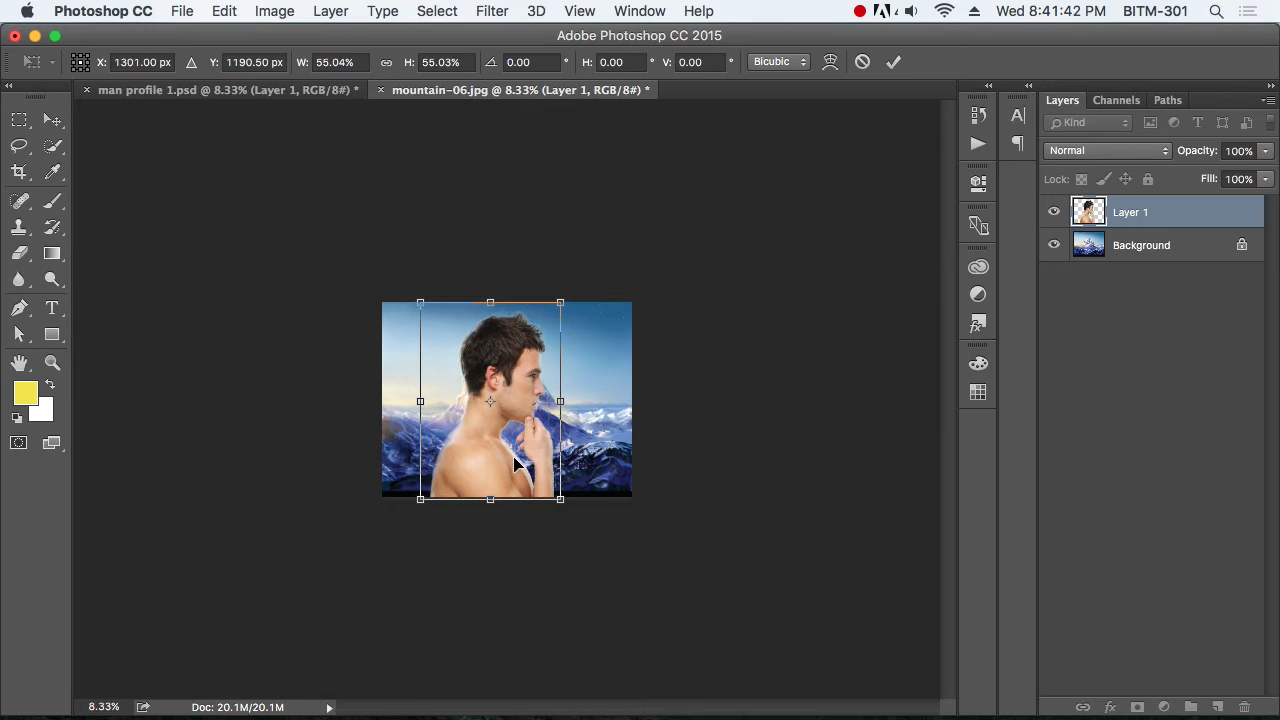 Photoshop CC File Edit Image Layer Type Select Filter 3D View Window Help Wed 8:41:42 PM BITM-301
Adobe Photoshop CC 2015
X: 1301.00 px Y: 1190.50 px W: 55.04% H: 55.03% 0.00 ° H: 0.00 ° V: 0.00 ° Bicubic
man profile 1.psd @ 8.33% (Layer 1, RGB/8#) * mountain-06.jpg @ 8.33% (Layer 1, RGB/8#) *
Layers Channels Paths
Kind
Normal Opacity: 100%
Lock: Fill: 100%
Layer 1
Background
8.33% Doc: 20.1M/20.1M